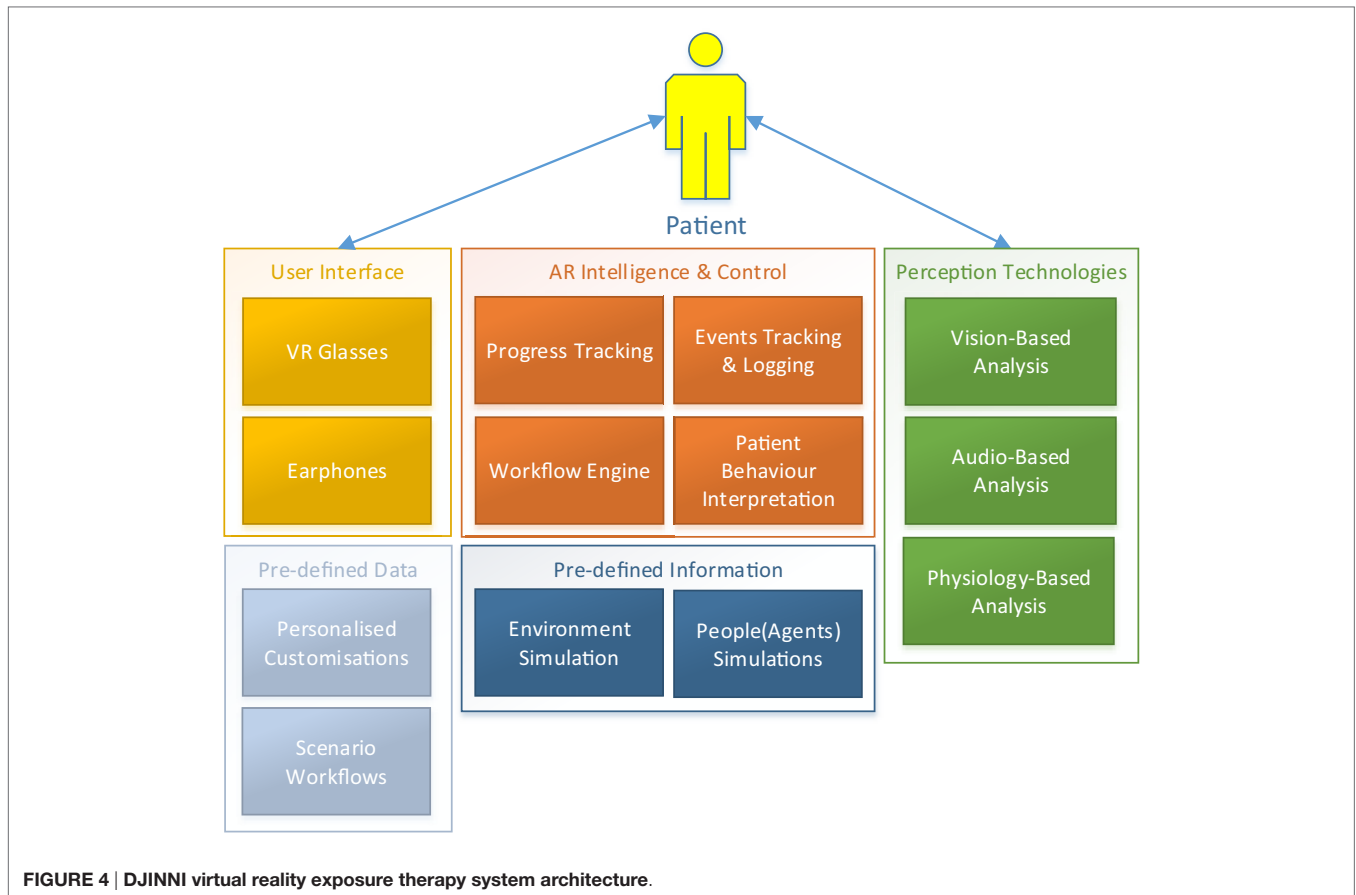 Patient
User Interface
VR Glasses
Earphones
AR Intelligence & Control
Progress Tracking
Events Tracking
& Logging
Workflow Engine
Patient
Behaviour
Interpretation
Perception Technologies
Vision-Based
Analysis
Audio-Based
Analysis
Physiology-Based
Analysis
Pre-defined Data
Personalised
Customisations
Scenario
Workflows
Pre-defined Information
Environment
Simulation
People(Agents)
Simulations
FIGURE 4 | DJINNI virtual reality exposure therapy system architecture.